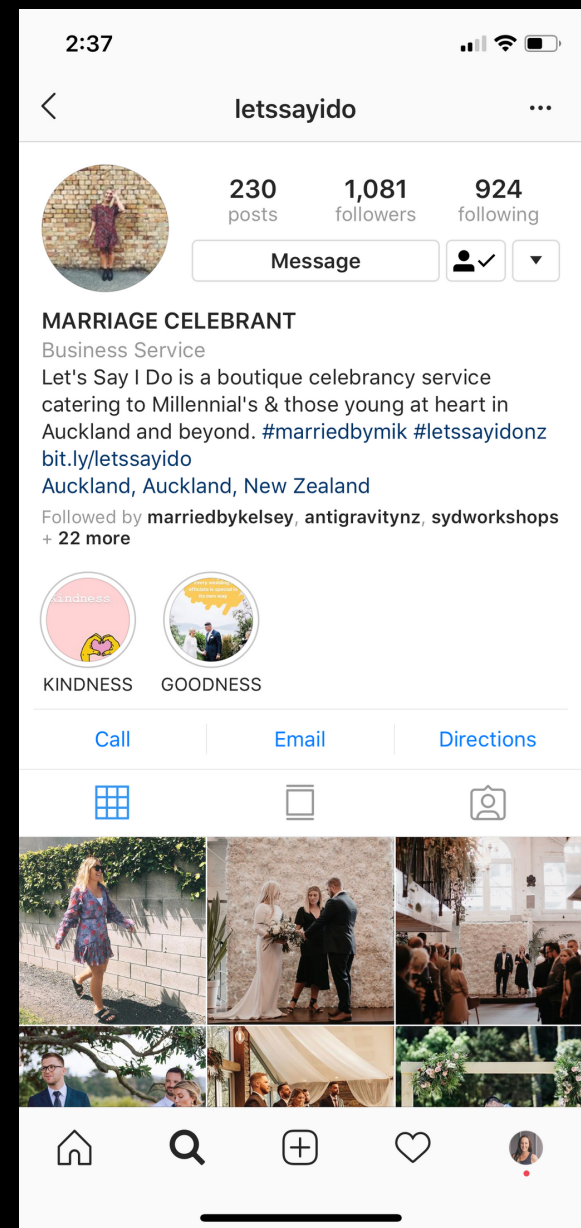 2:37
letssayido
230 1,081 924
posts followers following
Message
MARRIAGE CELEBRANT
Business Service
Let's Say I Do is a boutique celebrancy service
catering to Millennial's & those young at heart in
Auckland and beyond. #marriedbymik #letssayidonz
bit.ly/letssayido
Auckland, Auckland, New Zealand
Followed by marriedbykelsey, antigravitynz, sydworkshops
+ 22 more
kindness
KINDNESS GOODNESS
Call Email Directions